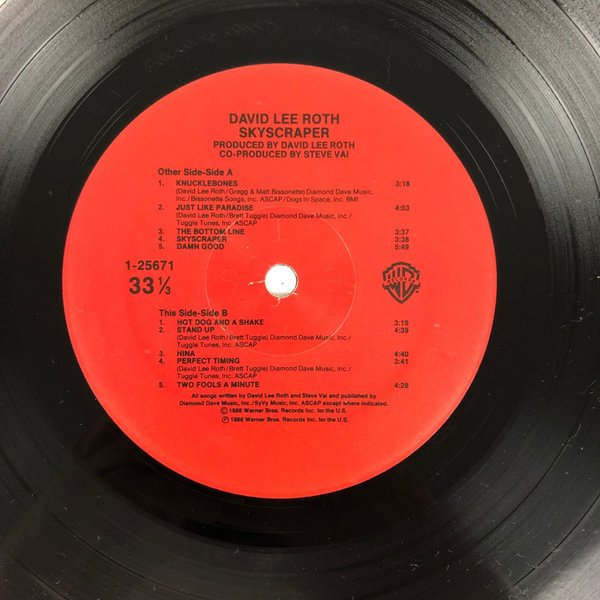 DAVID LEE ROTH
SKYSCRAPER
PRODUCED BY DAVID LEE ROTH
CO-PRODUCED BY STEVE VAI
Other Side-Side A
1. KNUCKLEBONES 3:18
(David Lee Roth/Gregg & Matt Bissonette) Diamond Dave Music,
Inc./Bissonette Songs, Inc. ASCAP/Dogs In Space, Inc. BMI
2. JUST LIKE PARADISE 4:03
(David Lee Roth/Brett Tuggle) Diamond Dave Music, Inc./
Tuggle Tunes, Inc. ASCAP
3. THE BOTTOM LINE 3:37
4. SKYSCRAPER 3:38
5. DAMN GOOD 5:49
1-25671
33 1/3
RECORDS
This Side-Side B
1. HOT DOG AND A SHAKE 3:19
2. STAND UP 4:39
(David Lee Roth/Brett Tuggle) Diamond Dave Music, Inc./
Tuggle Tunes, Inc. ASCAP
3. HINA 4:40
4. PERFECT TIMING 3:41
(David Lee Roth/Brett Tuggle) Diamond Dave Music, Inc./
Tuggle Tunes, Inc. ASCAP
5. TWO FOOLS A MINUTE 4:28
All songs written by David Lee Roth and Steve Vai and published by
Diamond Dave Music, Inc./SyVy Music, Inc. ASCAP except where indicated.
Ⓒ1988 Warner Bros. Records Inc. for the U.S.
Ⓟ1988 Warner Bros. Records Inc. for the U.S.